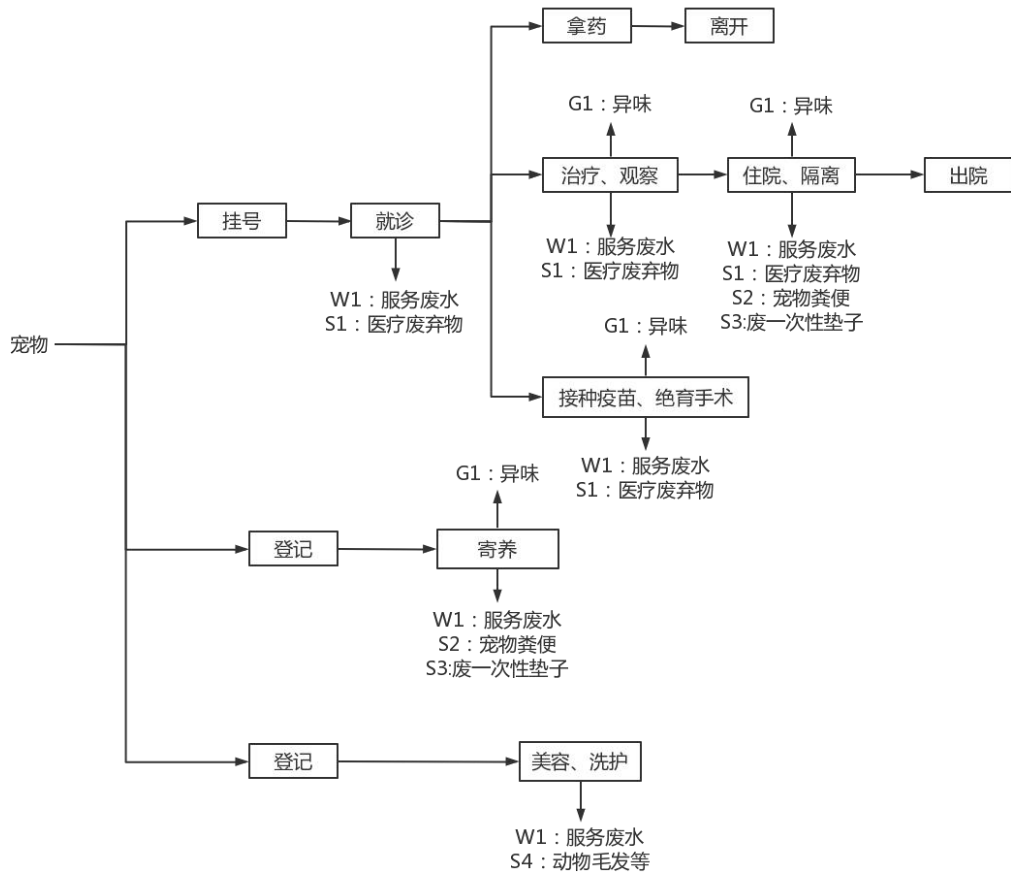 拿药
离开
G1：异味
G1：异味
治疗、观察
住院、隔离
出院
挂号
就诊
W1：服务废水
S1：医疗废弃物
W1：服务废水
S1：医疗废弃物
S2：宠物粪便
S3:废一次性垫子
W1：服务废水
S1：医疗废弃物
G1：异味
宠物
接种疫苗、绝育手术
W1：服务废水
S1：医疗废弃物
G1：异味
登记
寄养
W1：服务废水
S2：宠物粪便
S3:废一次性垫子
登记
美容、洗护
W1：服务废水
S4：动物毛发等